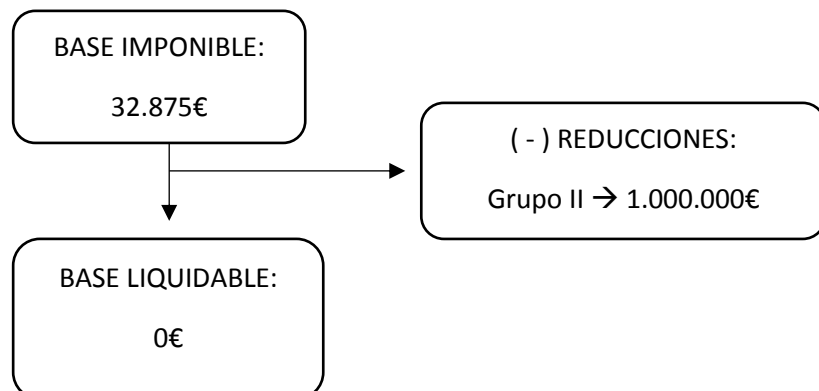 BASE IMPONIBLE:
32.875€
( - ) REDUCCIONES:
Grupo II → 1.000.000€
BASE LIQUIDABLE:
0€